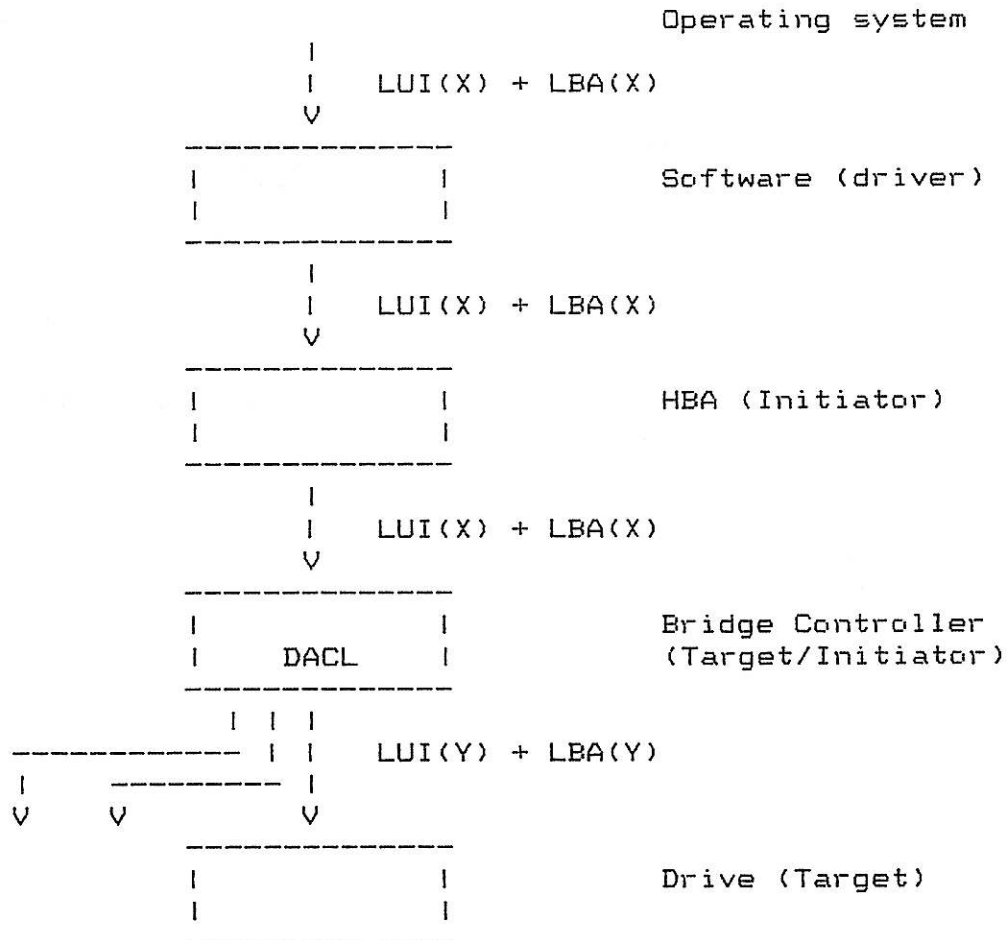 Operating system
LUI(X) + LBA(X)
Software (driver)
LUI(X) + LBA(X)
HBA (Initiator)
LUI(X) + LBA(X)
Bridge Controller
DACL (Target/Initiator)
LUI(Y) + LBA(Y)
Drive (Target)